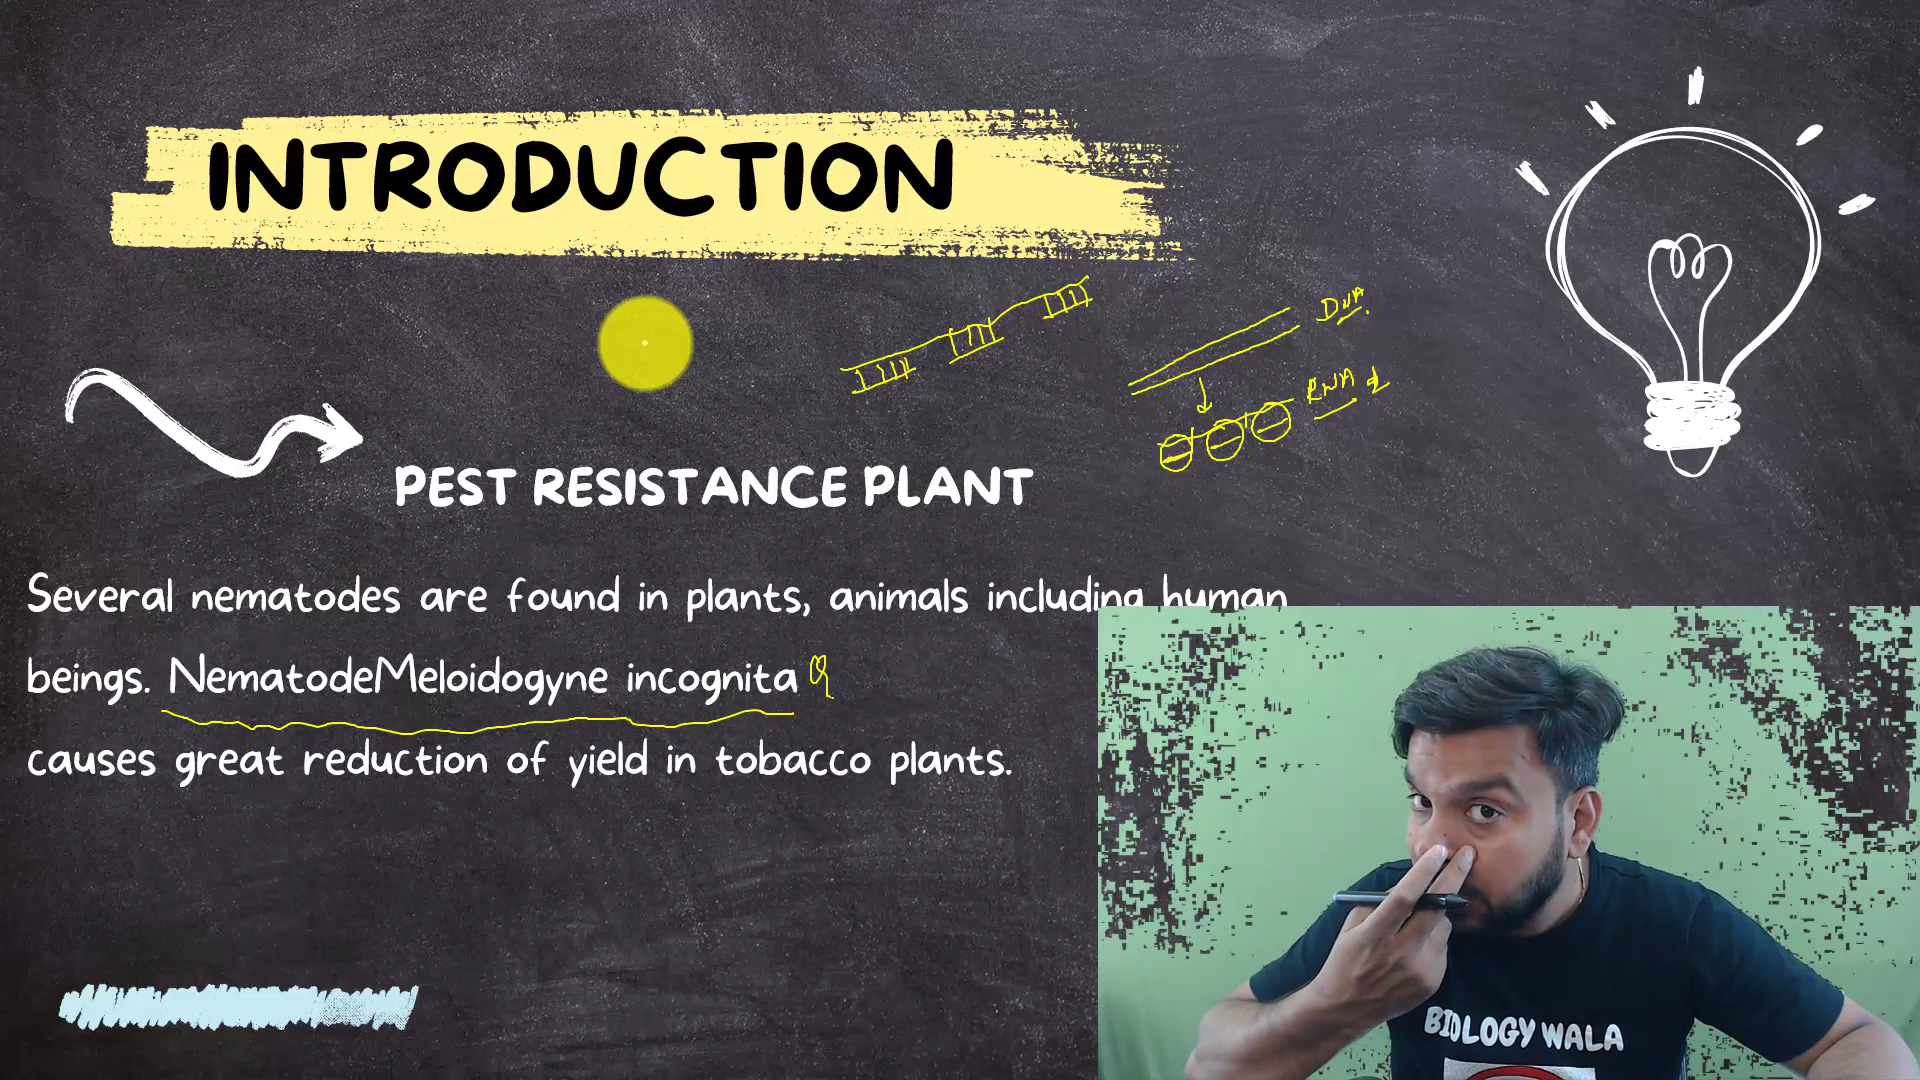 INTRODUCTION
DNA
RNA
PEST RESISTANCE PLANT
Several nematodes are found in plants, animals including human
beings. NematodeMeloidogyne incognita
causes great reduction of yield in tobacco plants.
BIOLOGY WALA